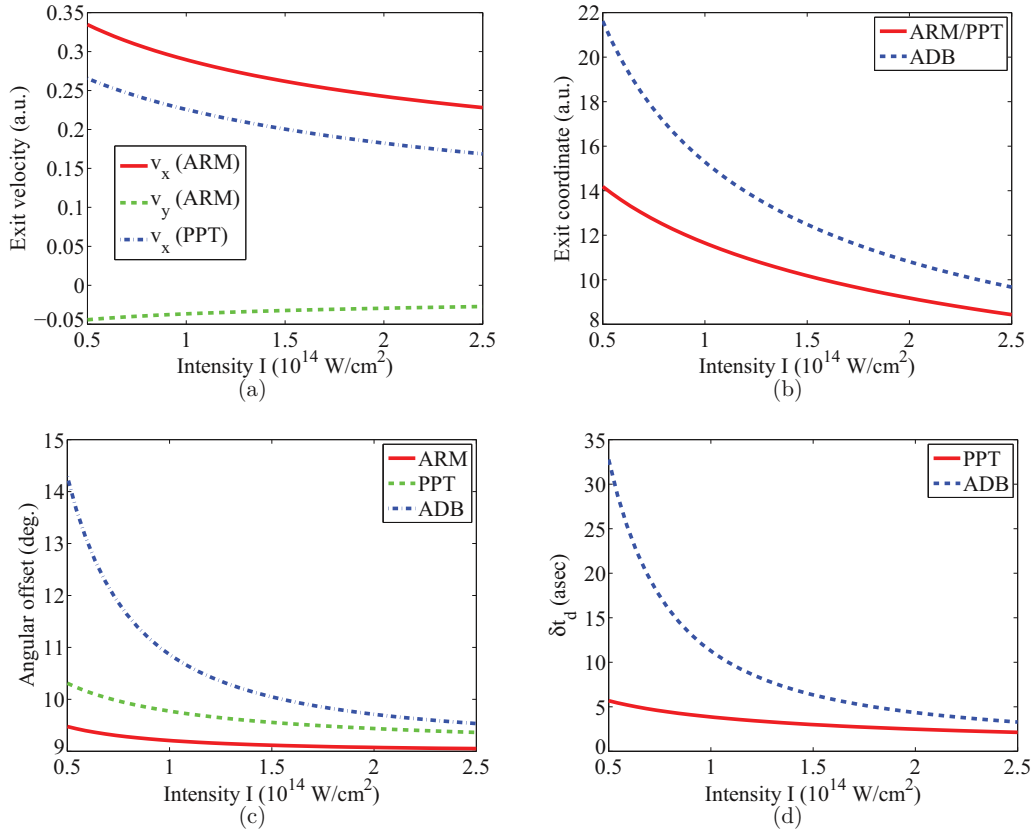 0.35
0.3
0.25
0.2
0.15
0.1
0.05
0
−0.05
Exit velocity (a.u.)
v_x (ARM)
v_y (ARM)
v_x (PPT)
0.5 1 1.5 2 2.5
Intensity I (10^14 W/cm^2)
(a)
22
20
18
16
14
12
10
8
Exit coordinate (a.u.)
ARM/PPT
ADB
0.5 1 1.5 2 2.5
Intensity I (10^14 W/cm^2)
(b)
15
14
13
12
11
10
9
Angular offset (deg.)
ARM
PPT
ADB
0.5 1 1.5 2 2.5
Intensity I (10^14 W/cm^2)
(c)
35
30
25
20
15
10
5
0
δt_d (asec)
PPT
ADB
0.5 1 1.5 2 2.5
Intensity I (10^14 W/cm^2)
(d)